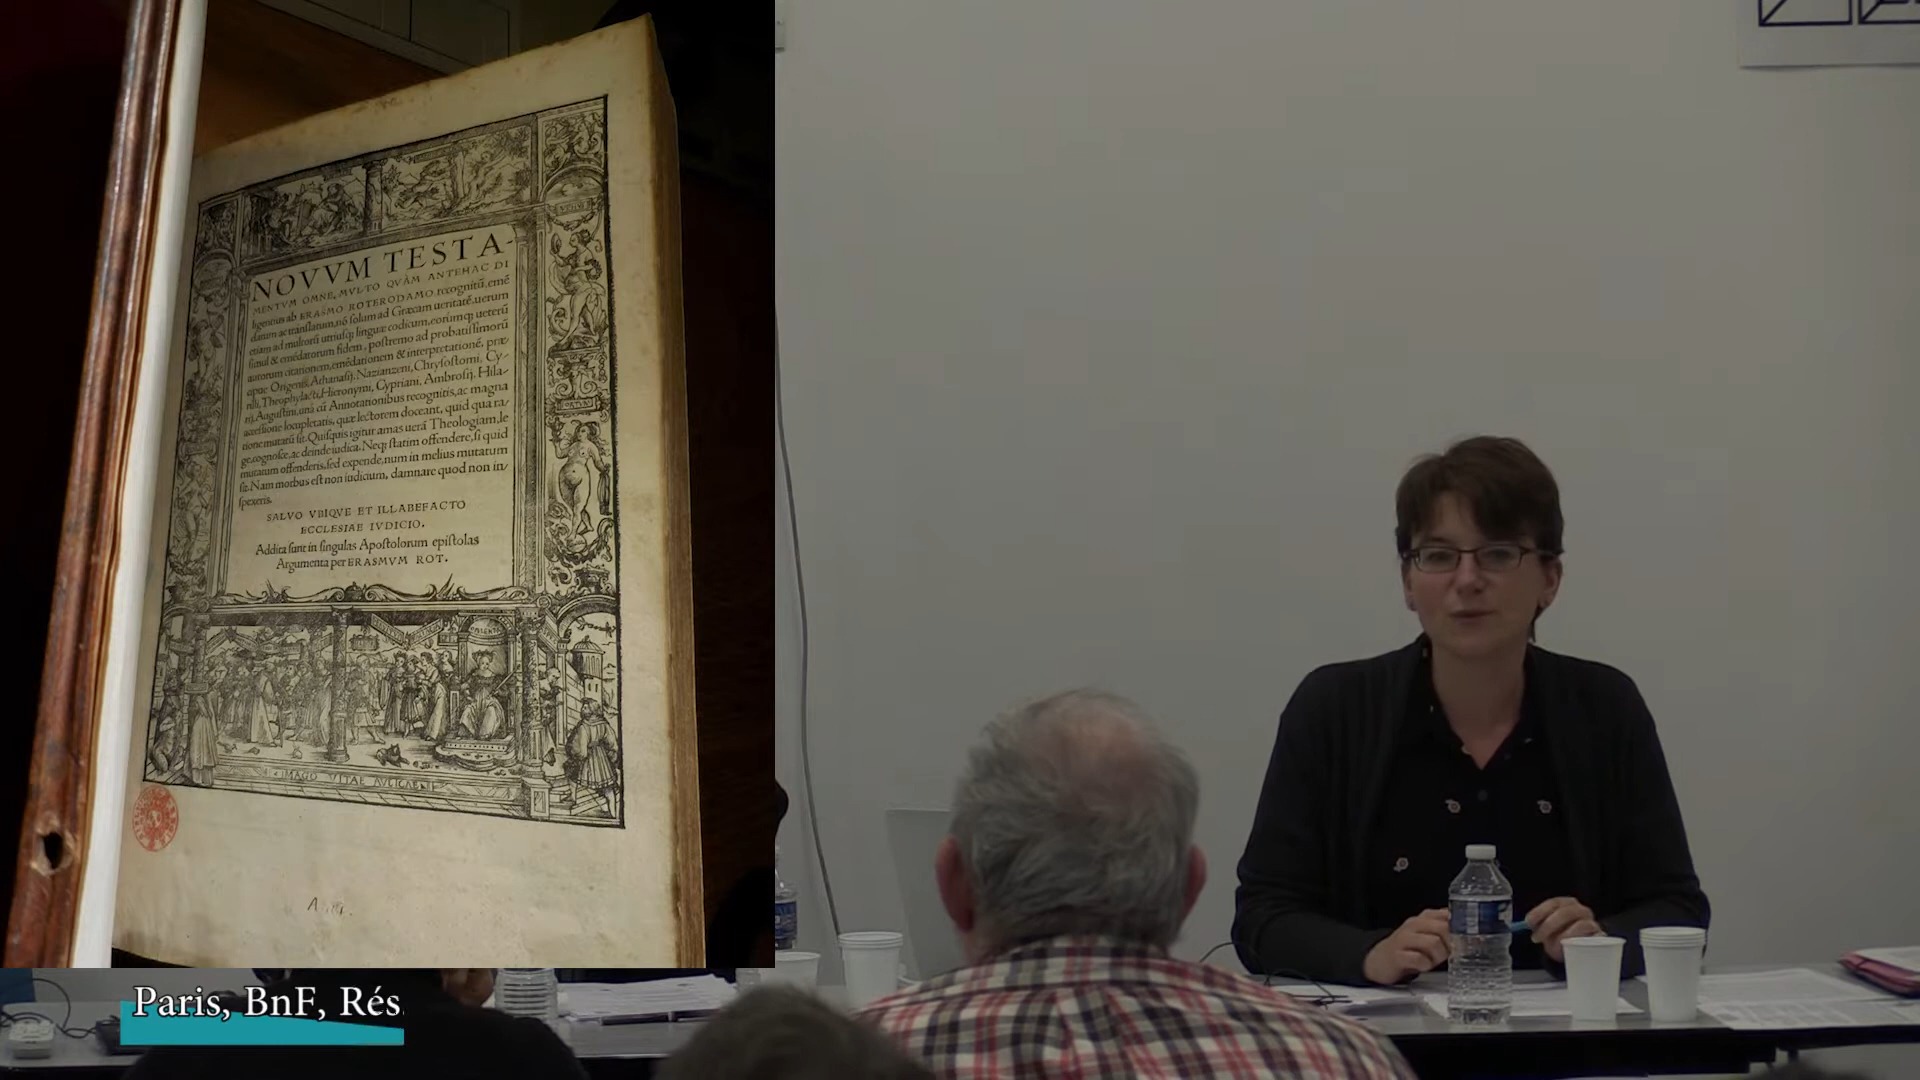 NOVVM TESTA-
MENTVM OMNE, MVLTO QVÀM ANTEHAC DI
ligentius ab ERASMO ROTERODAMO recognitũ, emẽ
datum ac translatum, nõ solum ad Græcam ueritatẽ, uerum
etiam ad multorũ utriusq; linguæ codicum, eorumq; ueterũ
simul & emẽdatorum fidem, postremo ad probatissimorũ
autorum citationem, emẽdationem & interpretationẽ, præ
cipue Origenis, Athanasij, Nazianzeni, Chrysostomi, Cy-
rilli, Theophylacti, Hieronymi, Cypriani, Ambrosij, Hila-
rij, Augustini, unà cũ Annotationibus recognitis, ac magna
accessione locupletatis, quæ lectorem doceant, quid qua ra-
tione mutatũ sit. Quisquis igitur amas uerã Theologiam, le
ge, cognosce, ac deinde iudica. Neq; statim offendere, si quid
mutatum offenderis, sed expende, num in melius mutatum
sit. Nam morbus est non iudicium, damnare quod non in-
spexeris.
SALVO VBIQVE ET ILLABEFACTO
ECCLESIAE IVDICIO.
Addita sunt in singulas Apostolorum epistolas
Argumenta per ERASMVM ROT.
IMAGO VITAE AVLICAE
Paris, BnF, Rés.